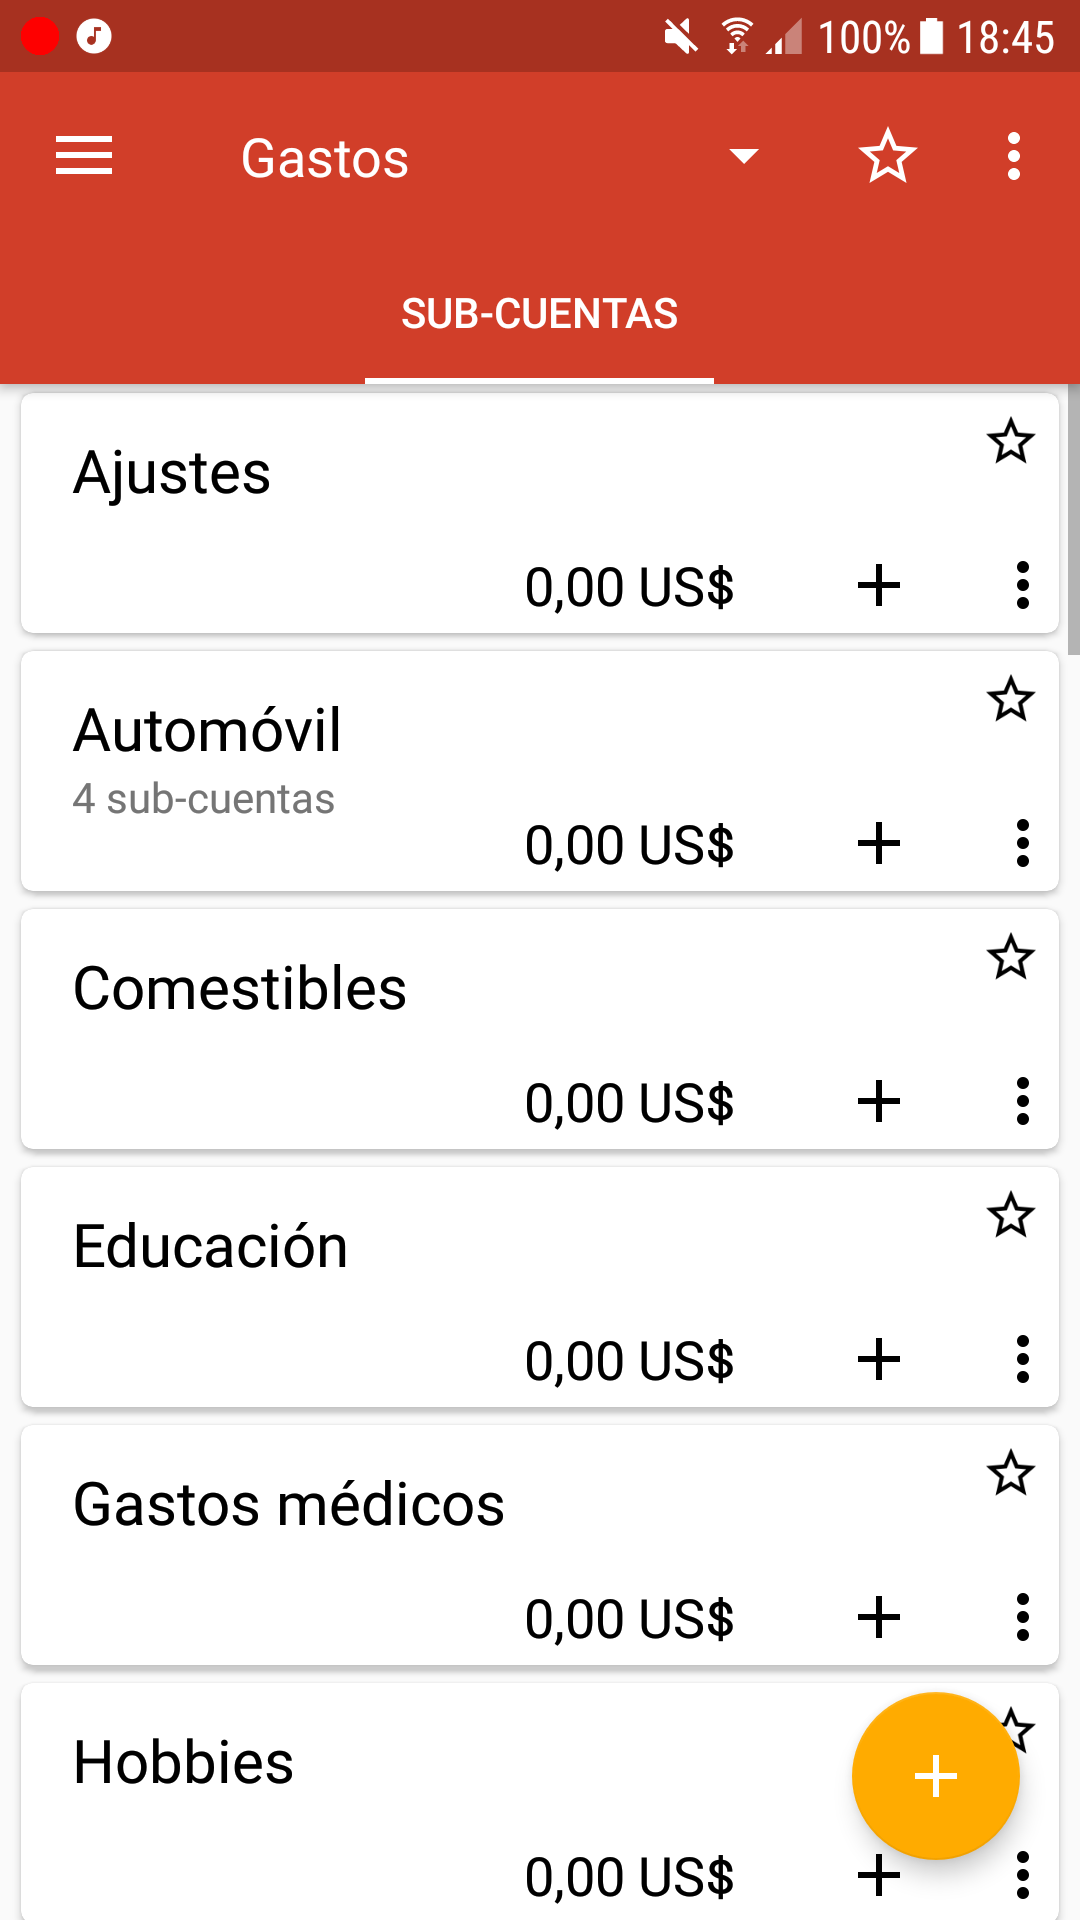 100% 18:45
Gastos
SUB-CUENTAS
Ajustes
0,00 US$
Automóvil
4 sub-cuentas
0,00 US$
Comestibles
0,00 US$
Educación
0,00 US$
Gastos médicos
0,00 US$
Hobbies
0,00 US$